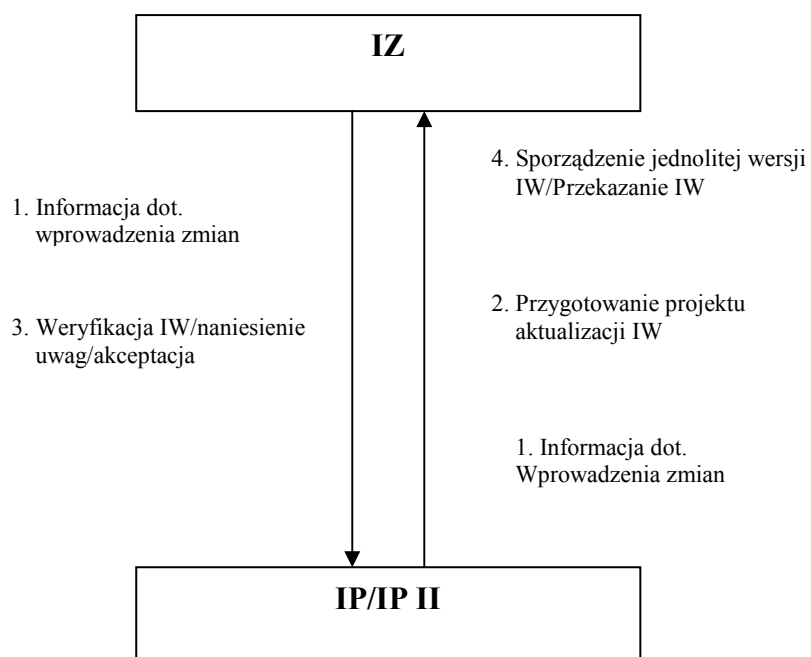 IZ
4. Sporządzenie jednolitej wersji
IW/Przekazanie IW
1. Informacja dot.
wprowadzenia zmian
3. Weryfikacja IW/naniesienie
uwag/akceptacja
2. Przygotowanie projektu
aktualizacji IW
1. Informacja dot.
Wprowadzenia zmian
IP/IP II